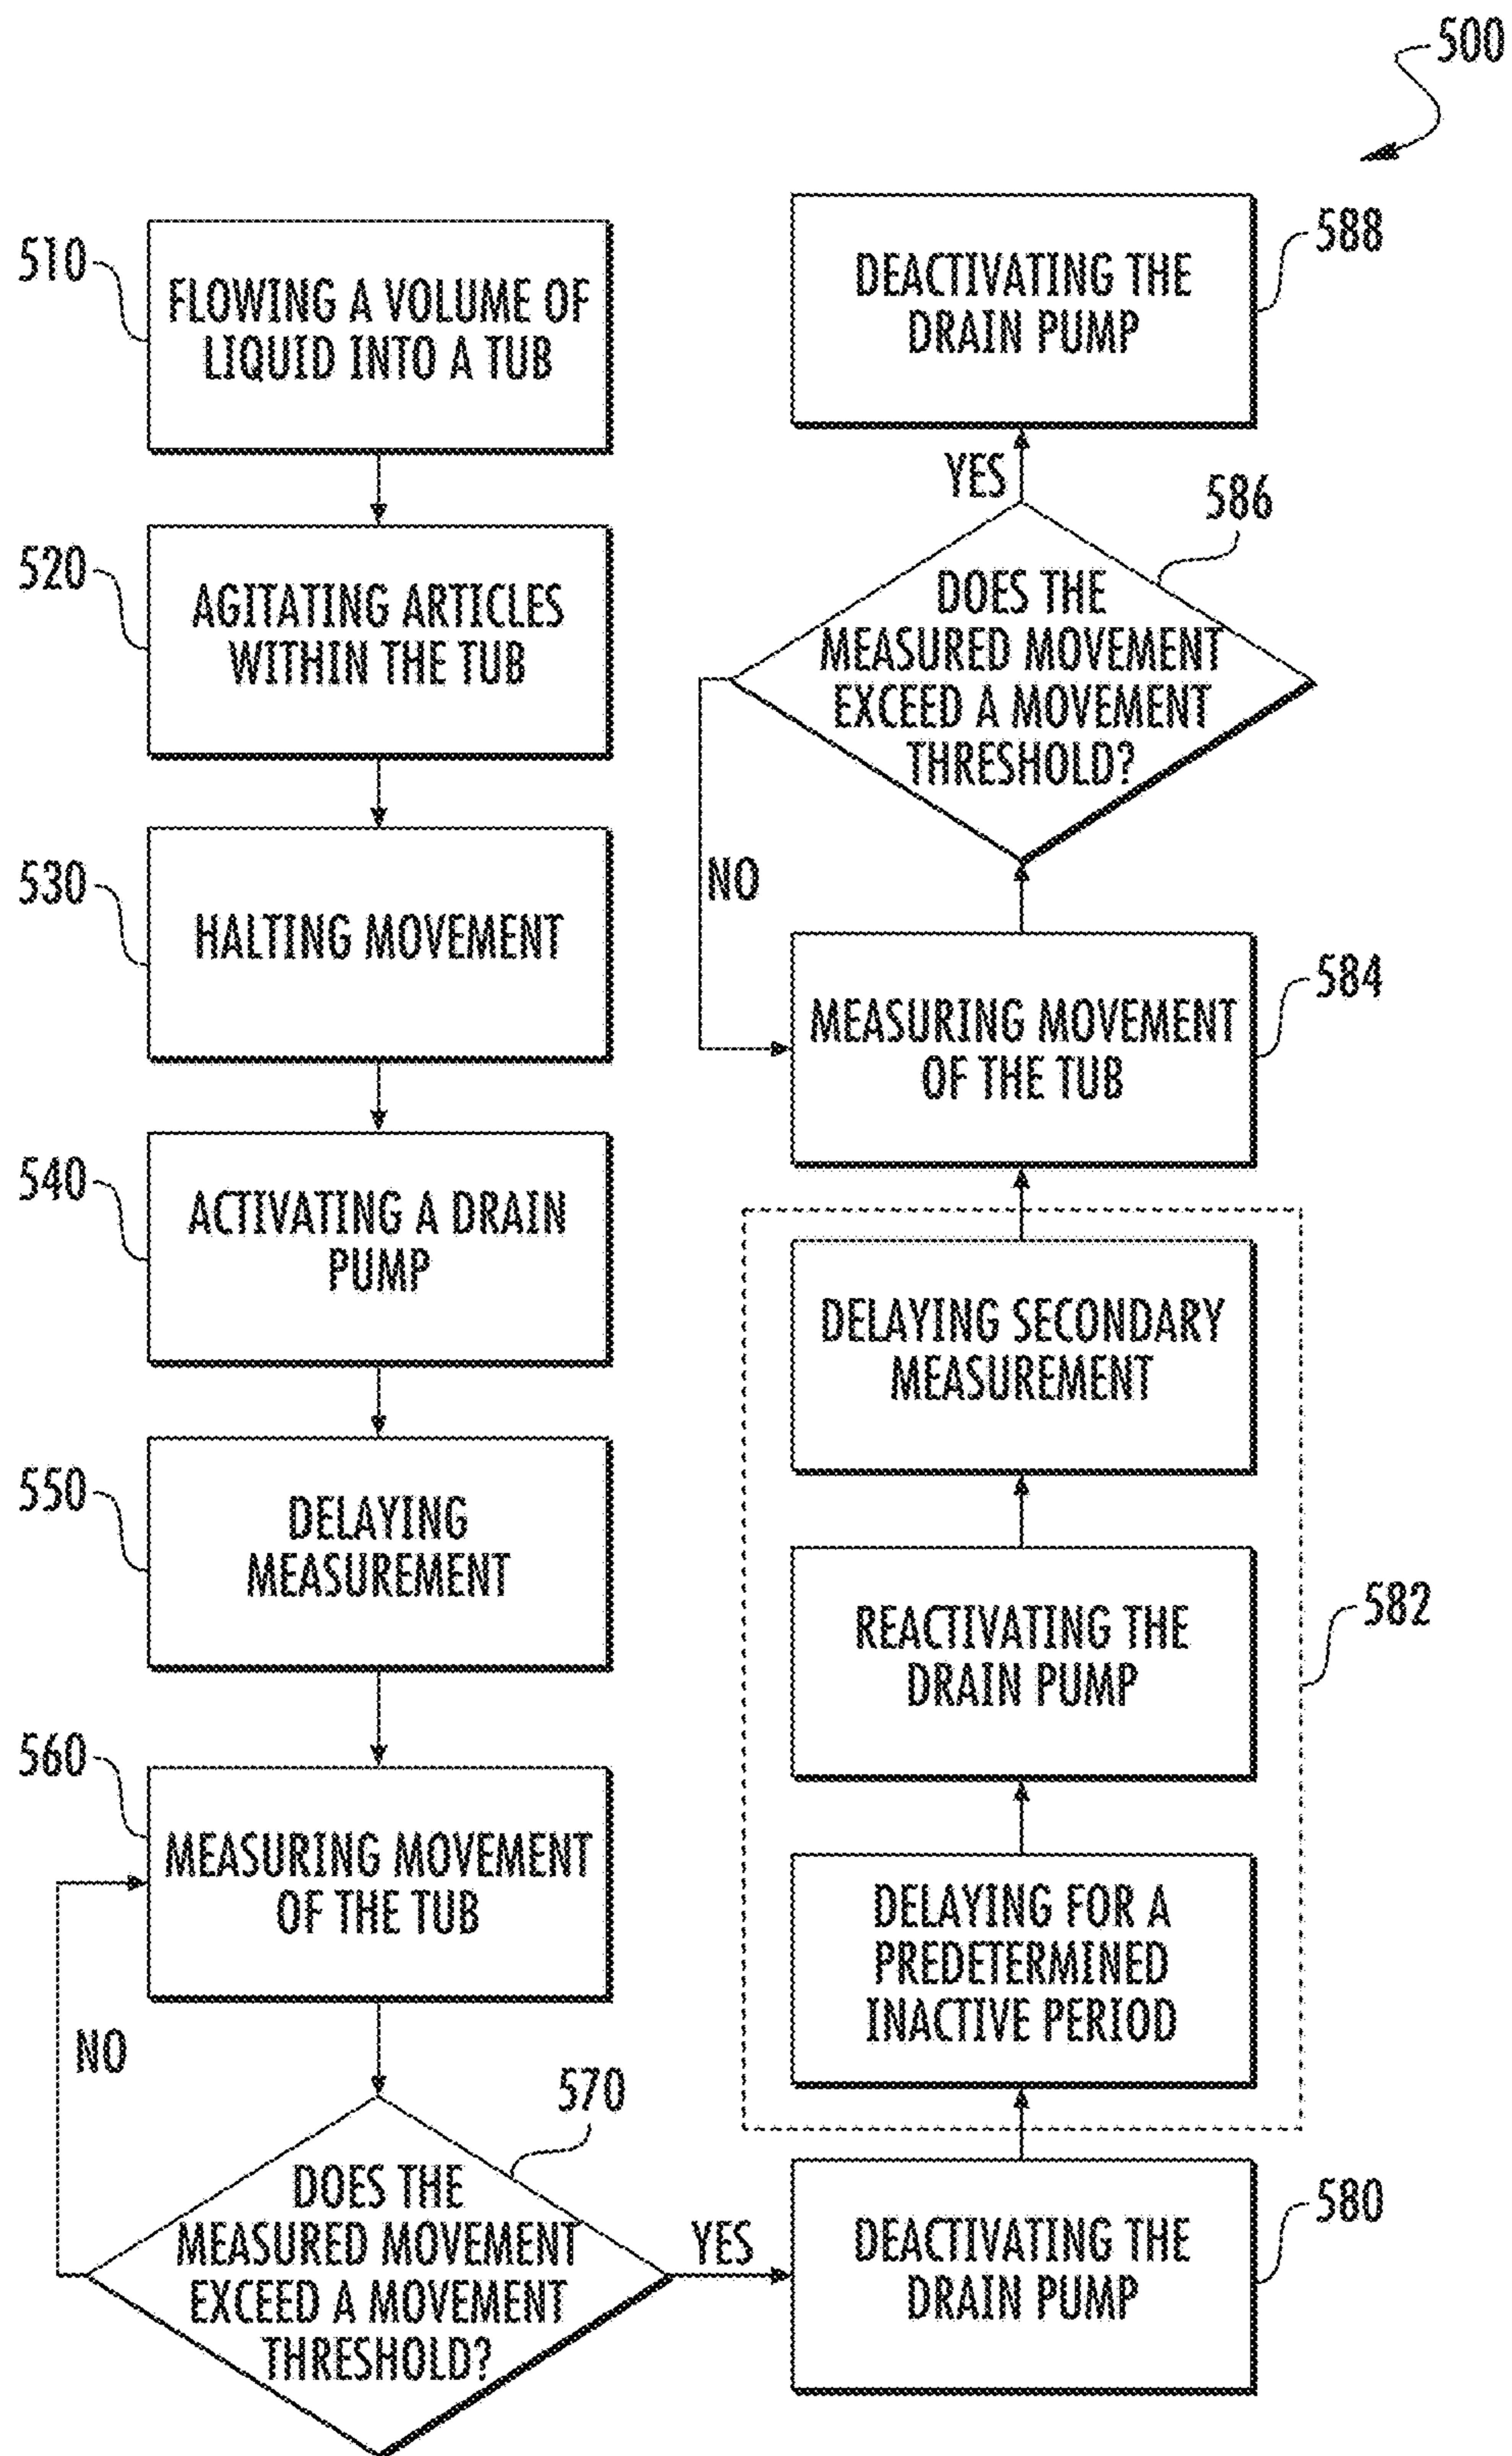 500
510
FLOWING A VOLUME OF
LIQUID INTO A TUB
520
AGITATING ARTICLES
WITHIN THE TUB
530
HALTING MOVEMENT
540
ACTIVATING A DRAIN
PUMP
550
DELAYING
MEASUREMENT
560
MEASURING MOVEMENT
OF THE TUB
NO
570
DOES THE
MEASURED MOVEMENT
EXCEED A MOVEMENT
THRESHOLD?
YES
580
DEACTIVATING THE
DRAIN PUMP
582
DELAYING FOR A
PREDETERMINED
INACTIVE PERIOD
REACTIVATING THE
DRAIN PUMP
DELAYING SECONDARY
MEASUREMENT
584
MEASURING MOVEMENT
OF THE TUB
NO
586
DOES THE
MEASURED MOVEMENT
EXCEED A MOVEMENT
THRESHOLD?
YES
588
DEACTIVATING THE
DRAIN PUMP